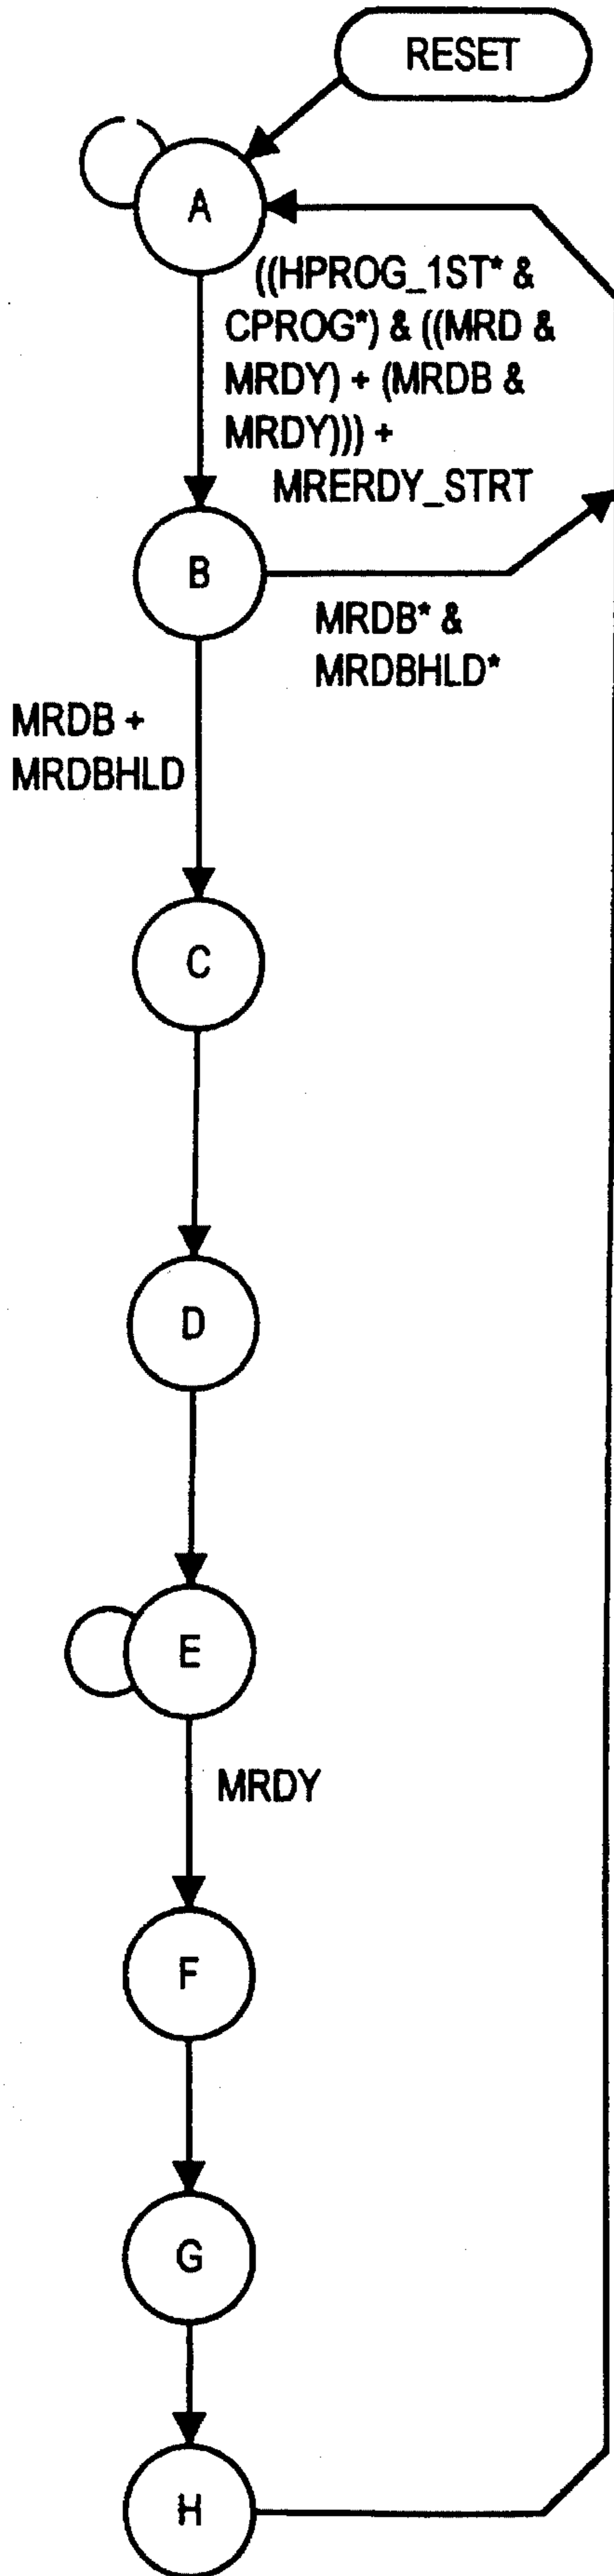 RESET
A
((HPROG_1ST* &
CPROG*) & ((MRD &
MRDY) + (MRDB &
MRDY))) +
MRERDY_STRT
B
MRDB* &
MRDBHLD*
MRDB +
MRDBHLD
C
D
E
MRDY
F
G
H